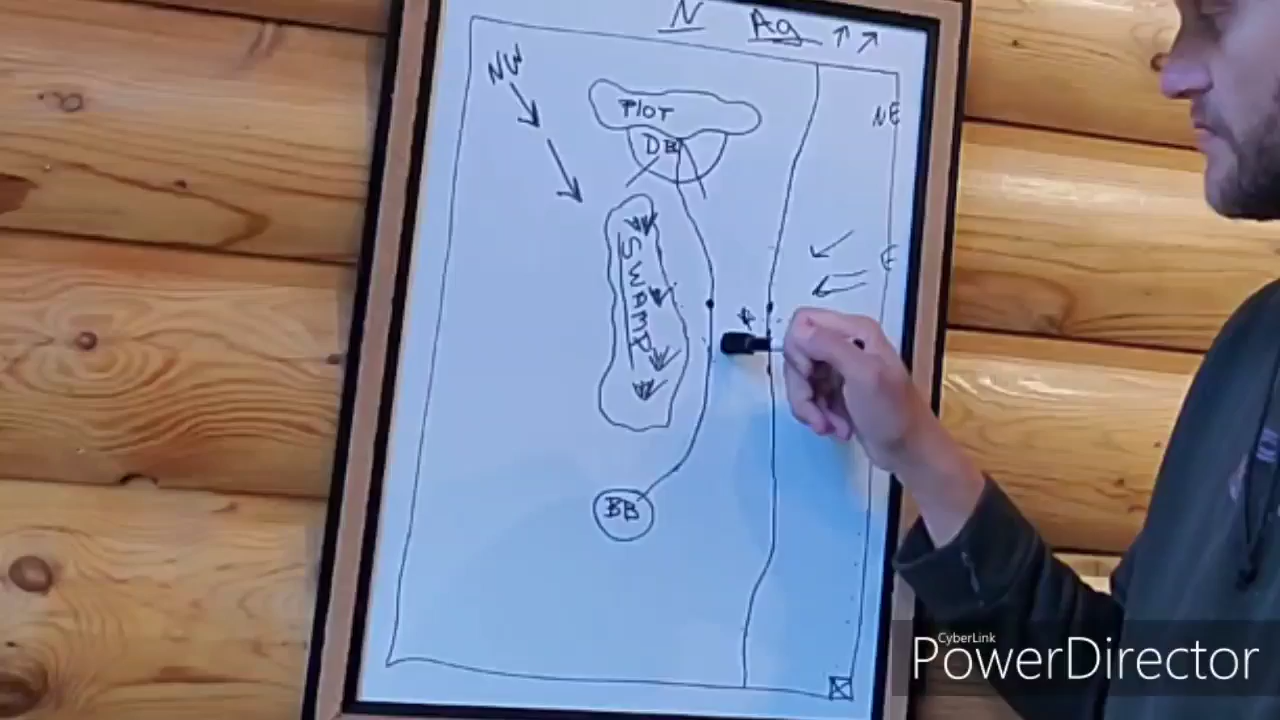 N Ag
NW
PLOT
NE
DB
E
SWAMP
BB
CyberLink
PowerDirector